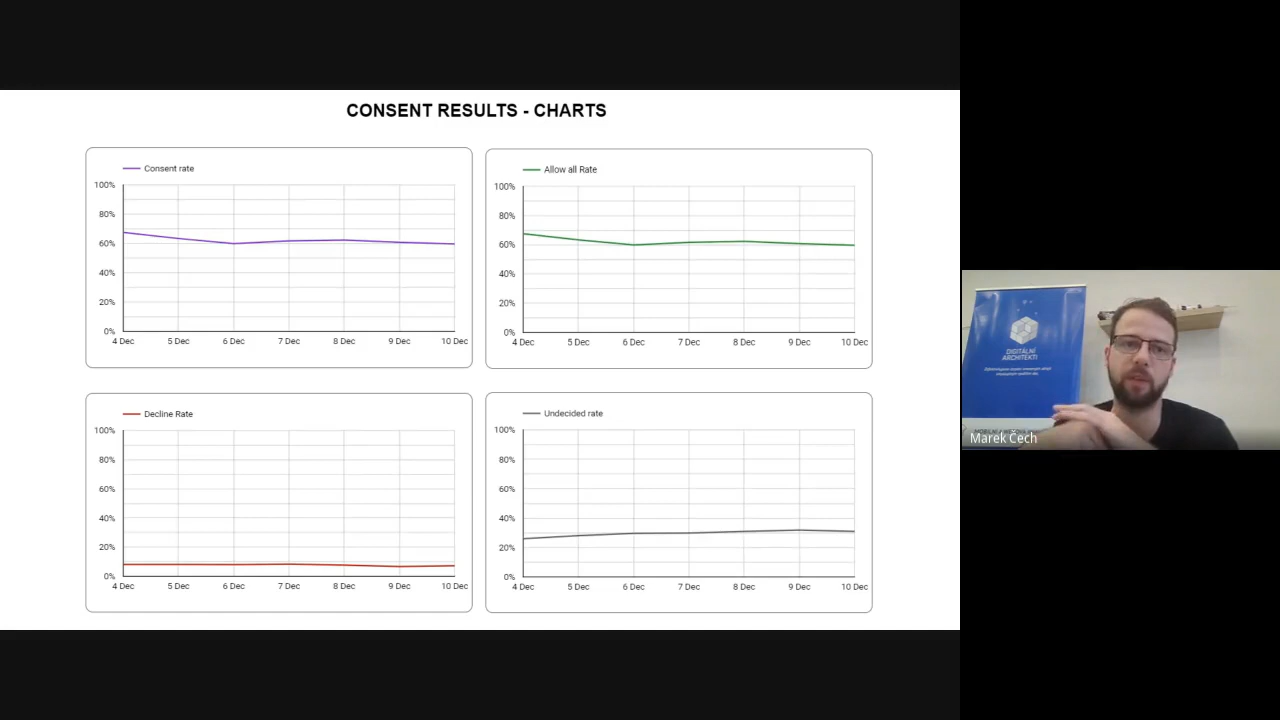 CONSENT RESULTS - CHARTS
Consent rate
100%
80%
60%
40%
20%
0%
4 Dec 5 Dec 6 Dec 7 Dec 8 Dec 9 Dec 10 Dec
Allow all Rate
100%
80%
60%
40%
20%
0%
4 Dec 5 Dec 6 Dec 7 Dec 8 Dec 9 Dec 10 Dec
Decline Rate
100%
80%
60%
40%
20%
0%
4 Dec 5 Dec 6 Dec 7 Dec 8 Dec 9 Dec 10 Dec
Undecided rate
100%
80%
60%
40%
20%
0%
4 Dec 5 Dec 6 Dec 7 Dec 8 Dec 9 Dec 10 Dec
DIGITÁLNÍ
ARCHITEKTI
Marek Čech